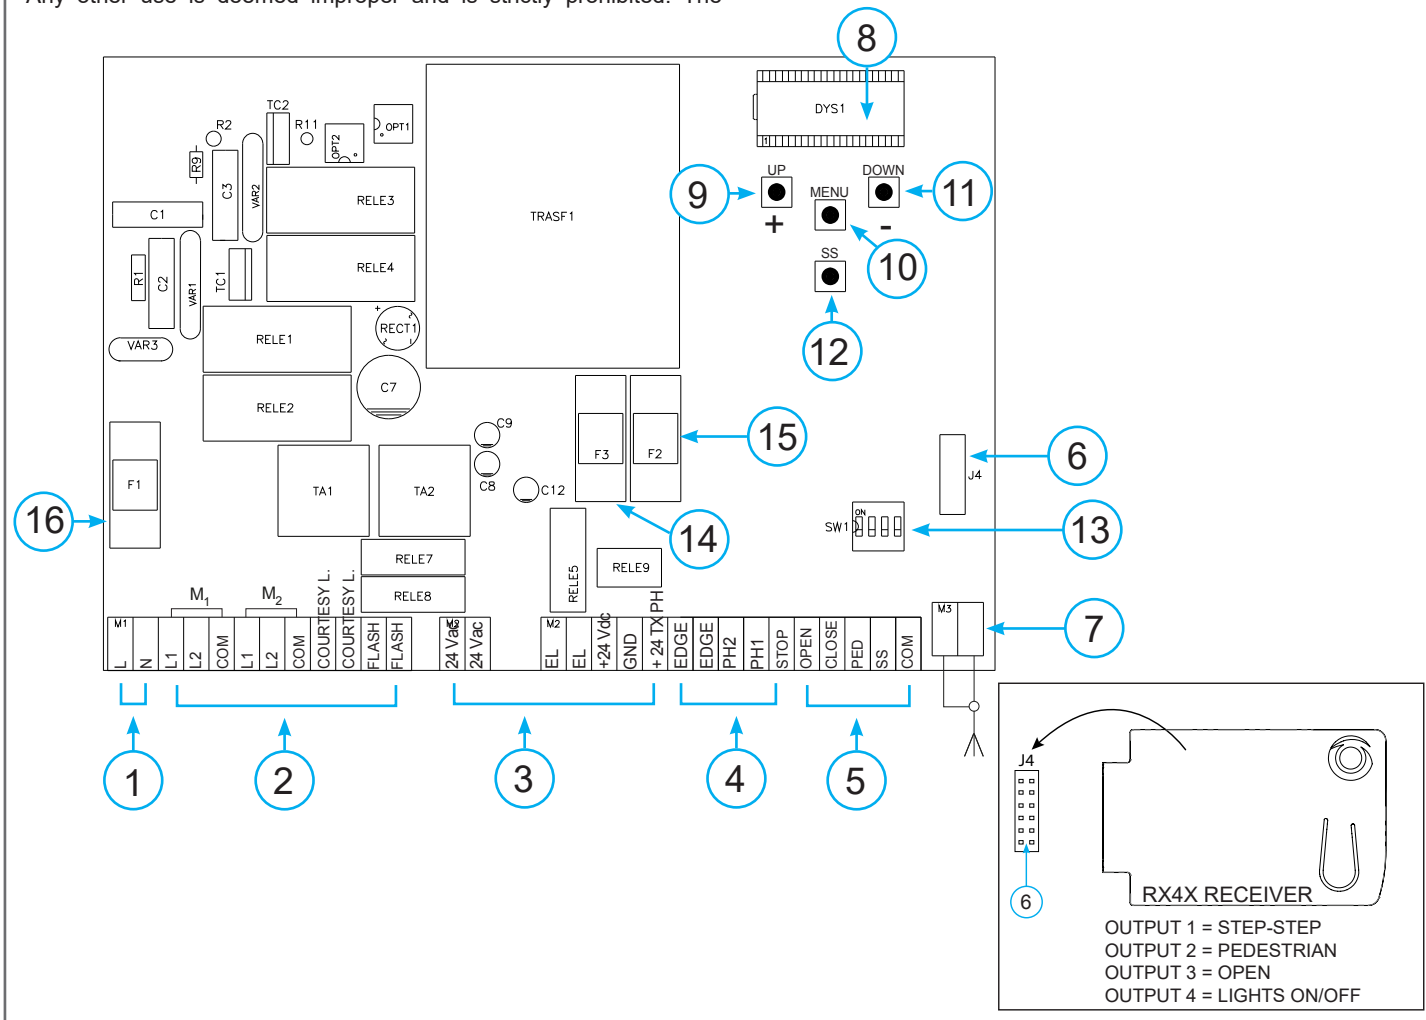 Any other use is deemed improper and is strictly prohibited. The
8
DYS1
1
TC2
R2
R11
OPT2
OPT1
R9
C3
VAR2
RELE3
C1
RELE4
R1
C2
VAR1
TC1
RELE1
RECT1
+
VAR3
RELE2
C7
TRASF1
UP
MENU
DOWN
9
11
+
-
10
SS
12
C9
C8
C12
F3
F2
15
14
F1
16
TA1
TA2
RELE7
RELE8
RELE5
RELE9
6
J4
ON
SW1
13
M1
M2
COURTESY L.
COURTESY L.
M1
L
N
L1
L2
COM
L1
L2
COM
FLASH
FLASH
24 Vac
24 Vac
M2
EL
EL
+24 Vdc
GND
+ 24 TX PH
EDGE
EDGE
PH2
PH1
STOP
OPEN
CLOSE
PED
SS
COM
M3
7
1
2
3
4
5
J4
6
RX4X RECEIVER
OUTPUT 1 = STEP-STEP
OUTPUT 2 = PEDESTRIAN
OUTPUT 3 = OPEN
OUTPUT 4 = LIGHTS ON/OFF